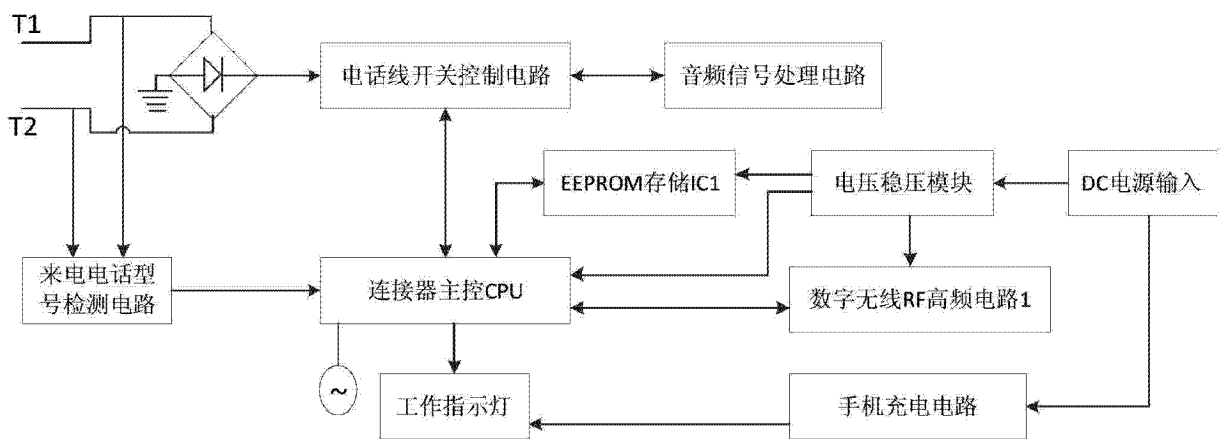 T1
电话线开关控制电路
音频信号处理电路
T2
EEPROM存储IC1
电压稳压模块
DC电源输入
来电电话型
号检测电路
连接器主控CPU
数字无线RF高频电路1
~
工作指示灯
手机充电电路